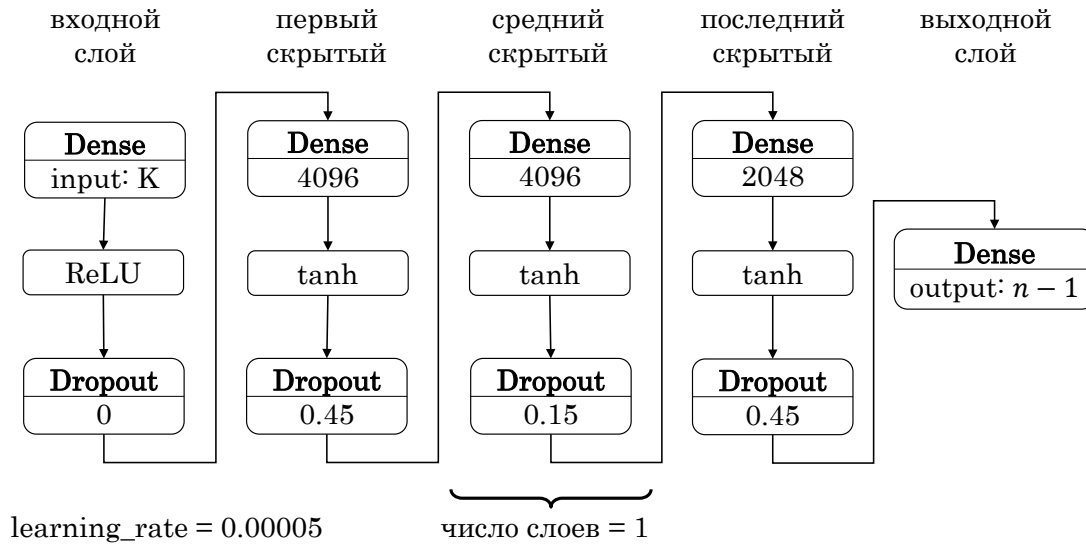 входной
слой
первый
скрытый
средний
скрытый
последний
скрытый
выходной
слой
Dense
input: K
ReLU
Dropout
0
Dense
4096
tanh
Dropout
0.45
Dense
4096
tanh
Dropout
0.15
Dense
2048
tanh
Dropout
0.45
Dense
output: n − 1
learning_rate = 0.00005
число слоев = 1